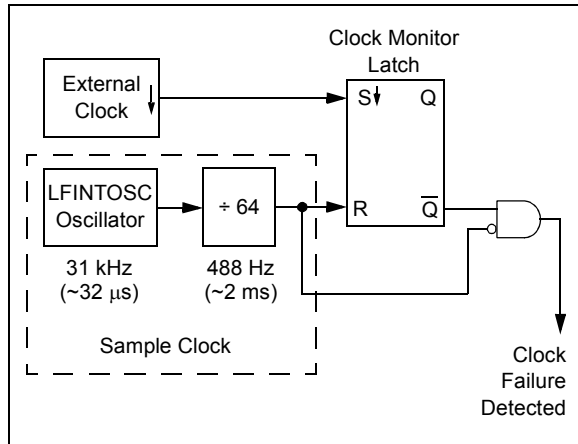 Clock Monitor
Latch
External
Clock
S
Q
LFINTOSC
Oscillator
÷ 64
R
Q̅
31 kHz
(~32 μs)
488 Hz
(~2 ms)
Sample Clock
Clock
Failure
Detected